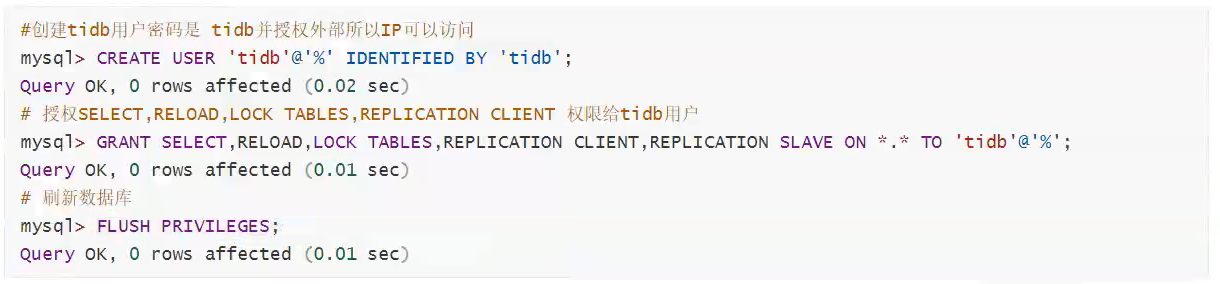 #创建tidb用户密码是 tidb并授权外部所以IP可以访问
mysql> CREATE USER 'tidb'@'%' IDENTIFIED BY 'tidb';
Query OK, 0 rows affected (0.02 sec)
# 授权SELECT,RELOAD,LOCK TABLES,REPLICATION CLIENT 权限给tidb用户
mysql> GRANT SELECT,RELOAD,LOCK TABLES,REPLICATION CLIENT,REPLICATION SLAVE ON *.* TO 'tidb'@'%';
Query OK, 0 rows affected (0.01 sec)
# 刷新数据库
mysql> FLUSH PRIVILEGES;
Query OK, 0 rows affected (0.01 sec)